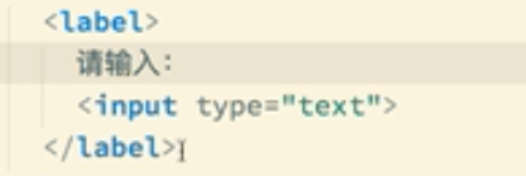 <label>
请输入：
<input type="text">
</label>